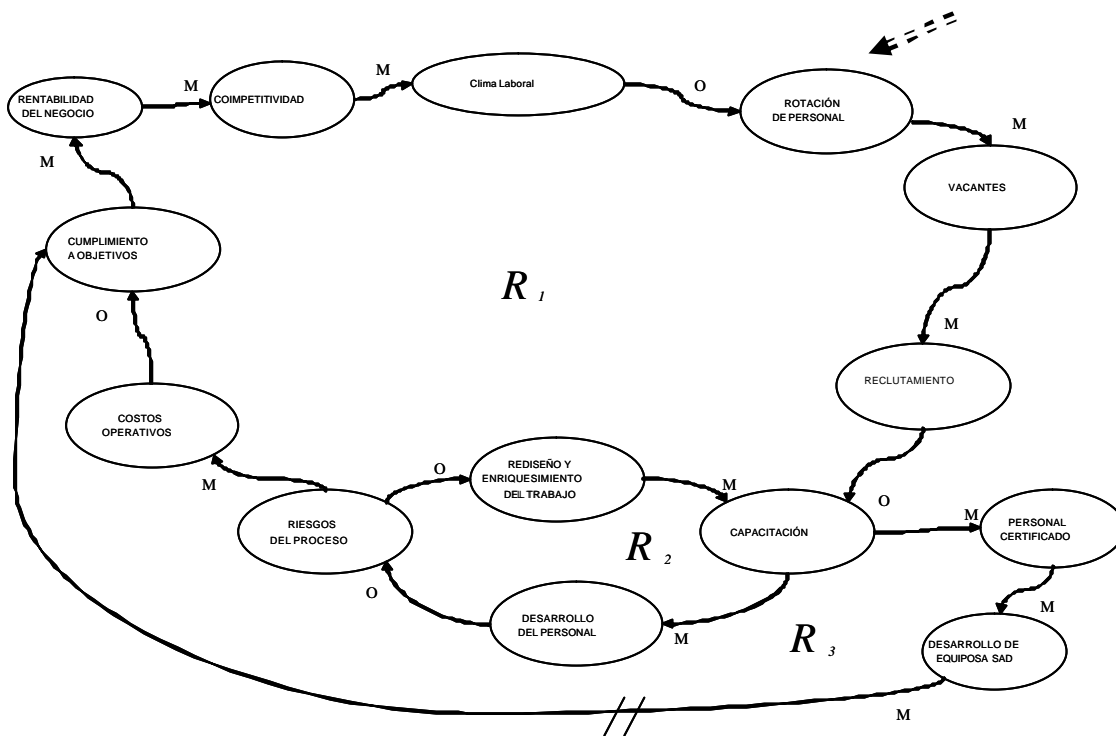 RENTABILIDAD
DEL NEGOCIO
M
COIMPETITIVIDAD
M
Clima Laboral
O
ROTACIÓN
DE PERSONAL
M
VACANTES
M
CUMPLIMIENTO
A OBJETIVOS
R 1
O
M
RECLUTAMIENTO
COSTOS
OPERATIVOS
M
O
REDISEÑO Y
ENRIQUESIMIENTO
DEL TRABAJO
M
O
RIESGOS
DEL PROCESO
R 2
CAPACITACIÓN
M
PERSONAL
CERTIFICADO
O
DESARROLLO
DEL PERSONAL
M
R 3
M
DESARROLLO DE
EQUIPOSA SAD
M